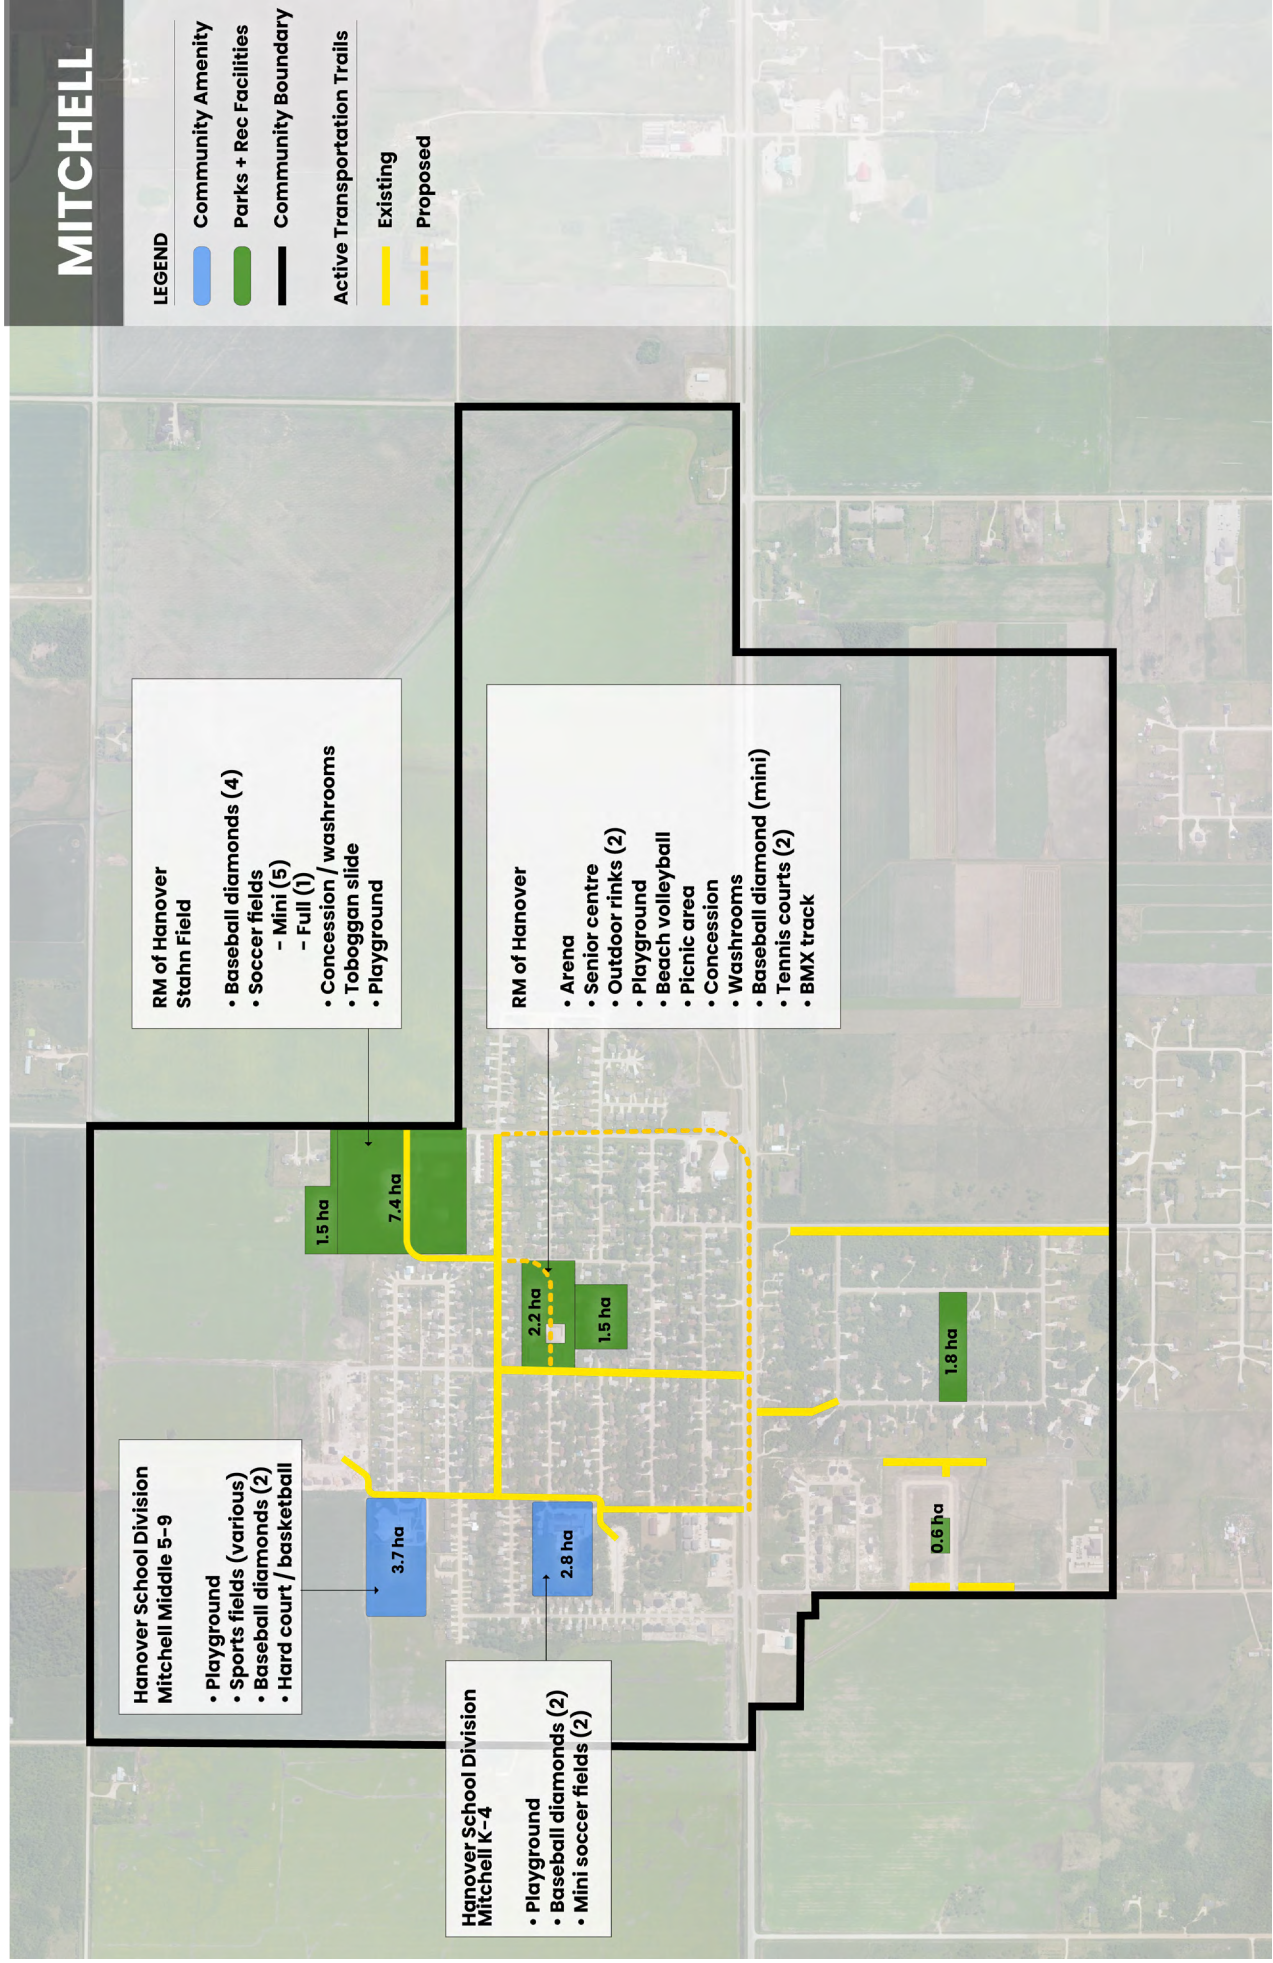 MITCHELL
LEGEND
Community Amenity
Parks + Rec Facilities
Community Boundary
Active Transportation Trails
Existing
Proposed
RM of Hanover
Stahn Field
• Baseball diamonds (4)
• Soccer fields
– Mini (5)
– Full (1)
• Concession / washrooms
• Toboggan slide
• Playground
RM of Hanover
• Arena
• Senior centre
• Outdoor rinks (2)
• Playground
• Beach volleyball
• Picnic area
• Concession
• Washrooms
• Baseball diamond (mini)
• Tennis courts (2)
• BMX track
Hanover School Division
Mitchell Middle 5-9
• Playground
• Sports fields (various)
• Baseball diamonds (2)
• Hard court / basketball
Hanover School Division
Mitchell K-4
• Playground
• Baseball diamonds (2)
• Mini soccer fields (2)
1.5 ha
7.4 ha
2.2 ha
1.5 ha
3.7 ha
2.8 ha
1.8 ha
0.6 ha